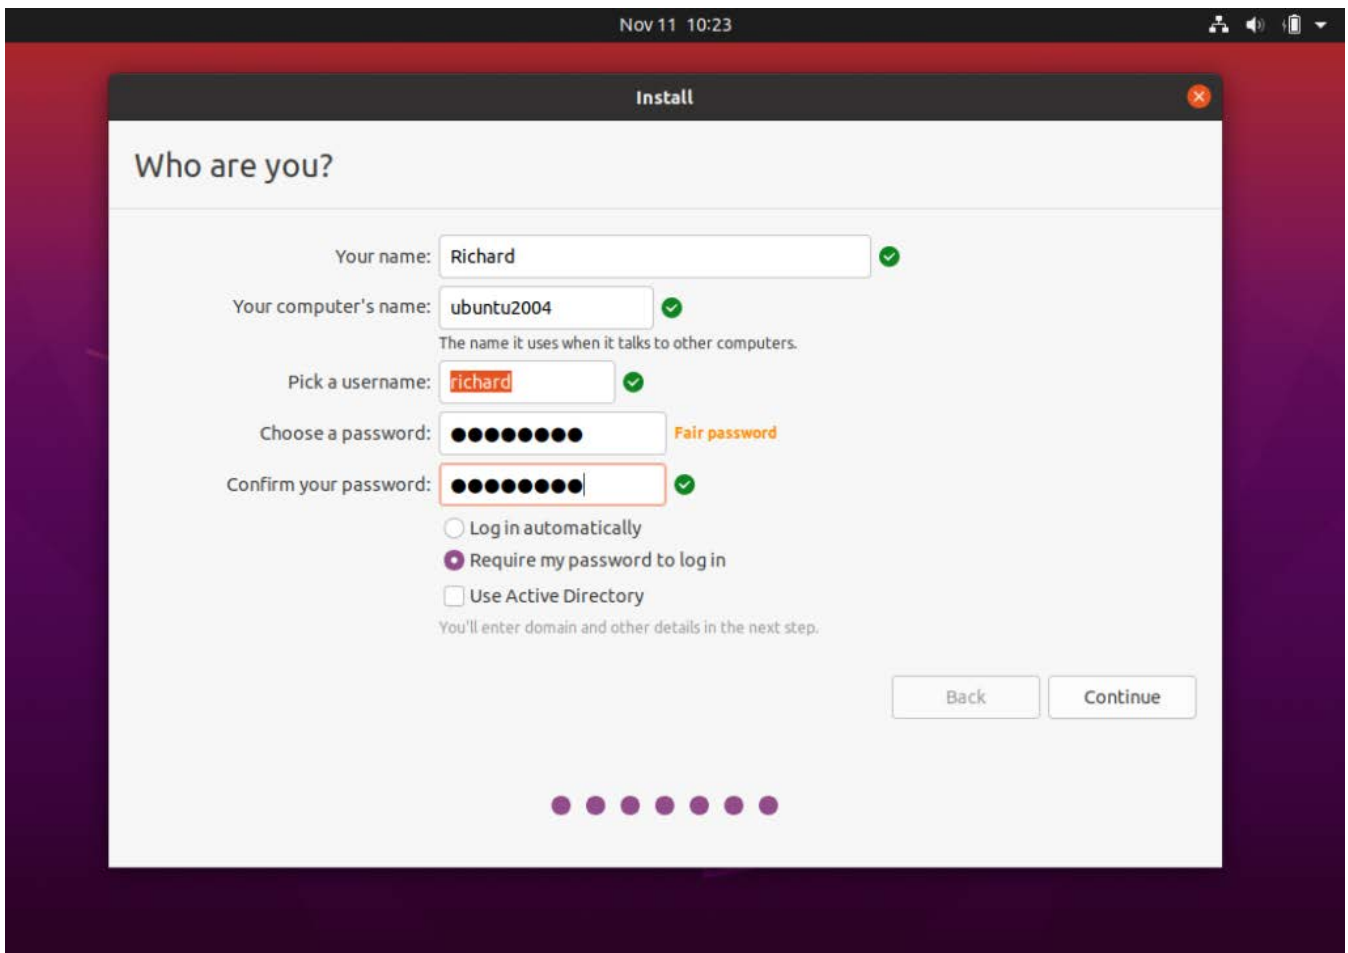 Nov 11 10:23
Install
Who are you?
Your name: Richard
Your computer's name: ubuntu2004
The name it uses when it talks to other computers.
Pick a username: richard
Choose a password: ●●●●●●●● Fair password
Confirm your password: ●●●●●●●●
Log in automatically
Require my password to log in
Use Active Directory
You'll enter domain and other details in the next step.
Back Continue